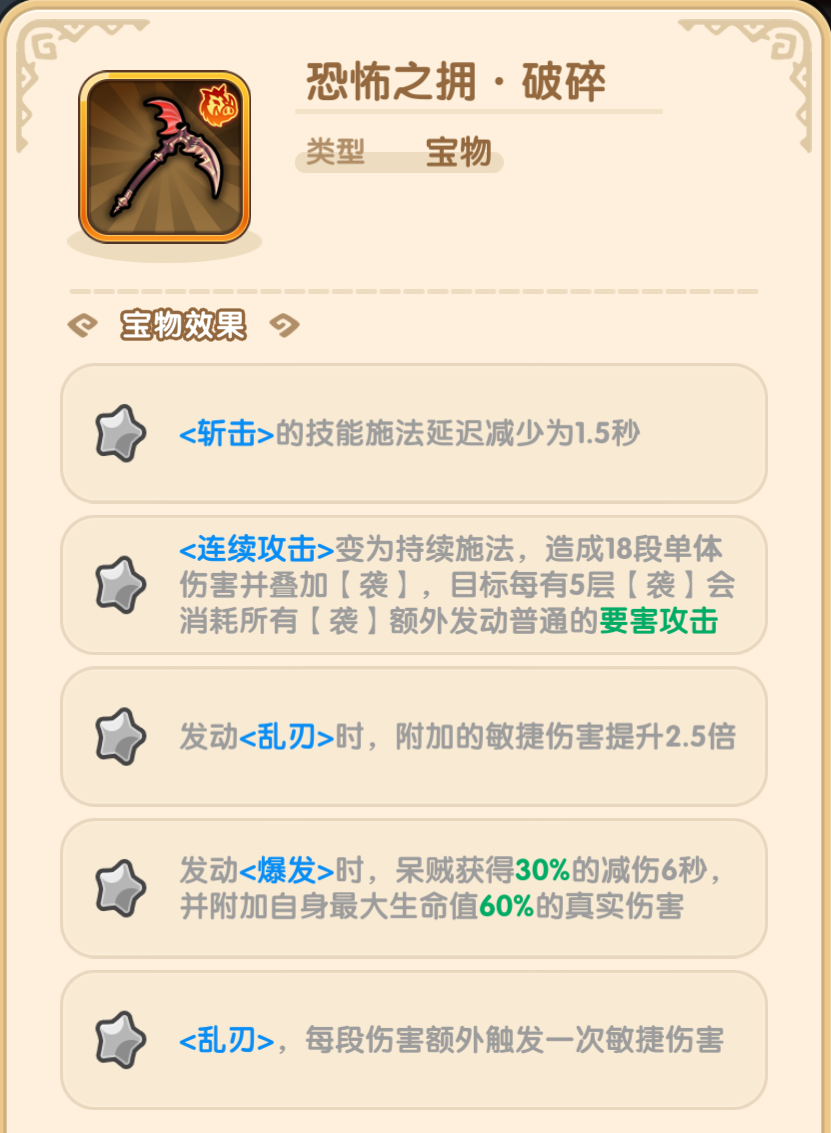 恐怖之拥·破碎
类型 宝物
宝物效果
<斩击>的技能施法延迟减少为1.5秒
<连续攻击>变为持续施法，造成18段单体
伤害并叠加【袭】，目标每有5层【袭】会
消耗所有【袭】额外发动普通的要害攻击
发动<乱刃>时，附加的敏捷伤害提升2.5倍
发动<爆发>时，呆贼获得30%的减伤6秒，
并附加自身最大生命值60%的真实伤害
<乱刃>，每段伤害额外触发一次敏捷伤害